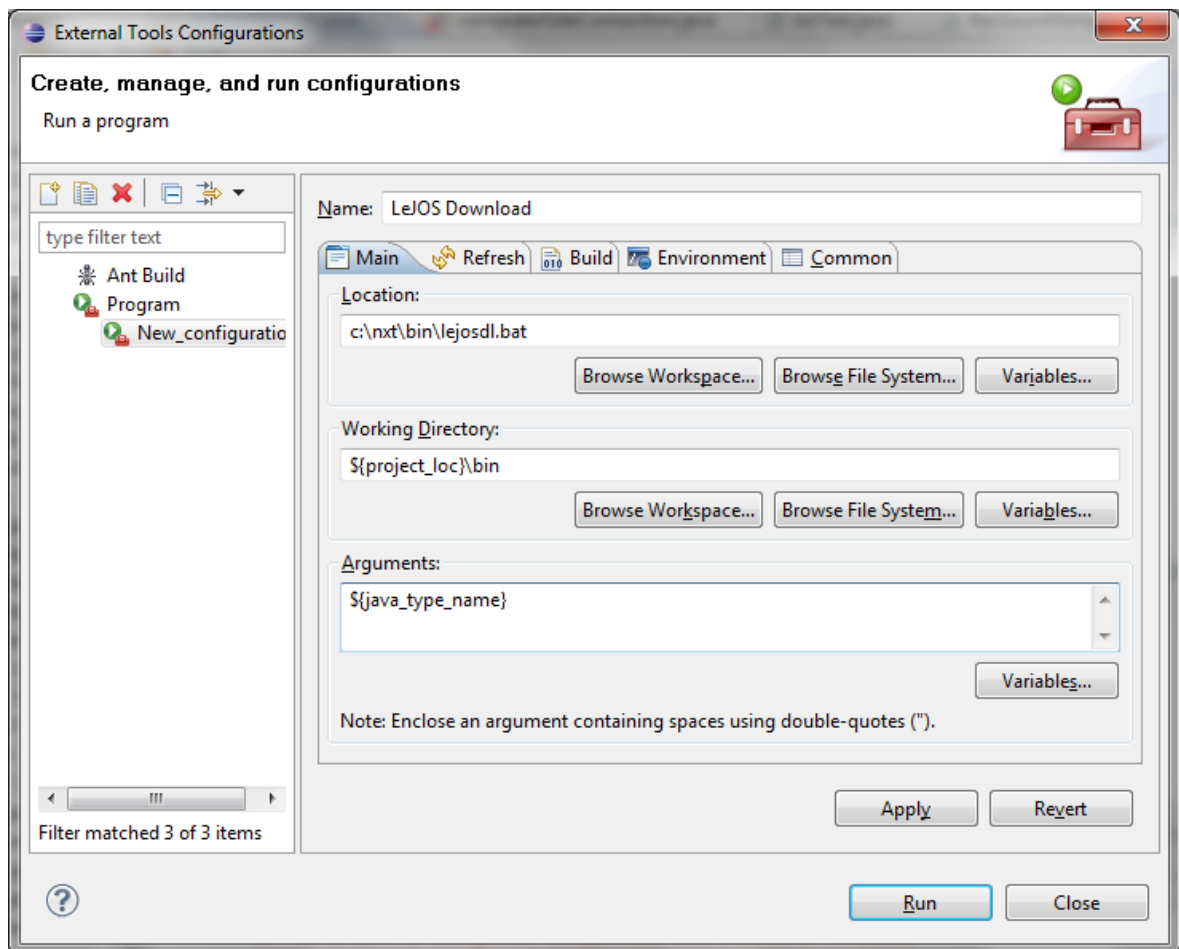 External Tools Configurations
Create, manage, and run configurations
Run a program
type filter text
Ant Build
Program
New_configuratio
Filter matched 3 of 3 items
Name: LeJOS Download
Main Refresh Build Environment Common
Location:
c:\nxt\bin\lejosdl.bat
Browse Workspace... Browse File System... Variables...
Working Directory:
${project_loc}\bin
Browse Workspace... Browse File System... Variables...
Arguments:
${java_type_name}
Variables...
Note: Enclose an argument containing spaces using double-quotes (").
Apply Revert
Run Close